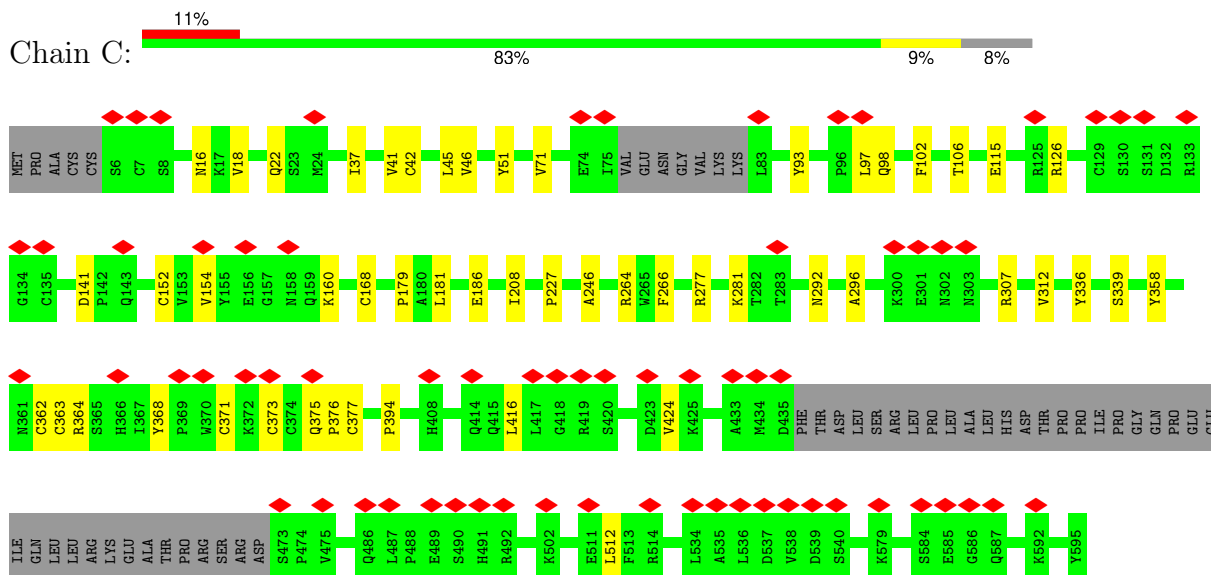 11%
Chain C:
83% 9% 8%
MET PRO ALA CYS CYS S6 C7 S8 N16 K17 V18 Q22 S23 M24 I37 V41 C42 L45 V46 Y51 V71 E74 I75 VAL GLU ASN GLY VAL LYS LYS L83 Y93 P96 L97 Q98 F102 T106 E115 R125 R126 C129 S130 S131 D132 R133
G134 C135 D141 P142 Q143 C152 V153 V154 Y155 E156 G157 N158 Q159 K160 C168 P179 A180 L181 E186 I208 P227 A246 R264 W265 F266 R277 K281 T282 T283 N292 A296 K300 E301 N302 N303 R307 V312 Y336 S339 Y358
N361 C362 C363 R364 S365 H366 I367 Y368 P369 W370 C371 K372 C373 C374 Q375 P376 C377 P394 H408 Q414 Q415 L416 L417 G418 R419 S420 D423 V424 K425 A433 M434 D435 PHE THR ASP LEU SER ARG LEU PRO LEU ALA LEU HIS ASP THR PRO PRO ILE PRO GLY GLN PRO GLU GLU
ILE GLN LEU LEU ARG LYS GLU ALA THR PRO ARG SER ARG ASP S473 P474 V475 Q486 L487 P488 E489 S490 H491 R492 K502 E511 L512 F513 R514 L534 A535 L536 D537 V538 D539 S540 K579 S584 E585 G586 Q587 K592 Y595